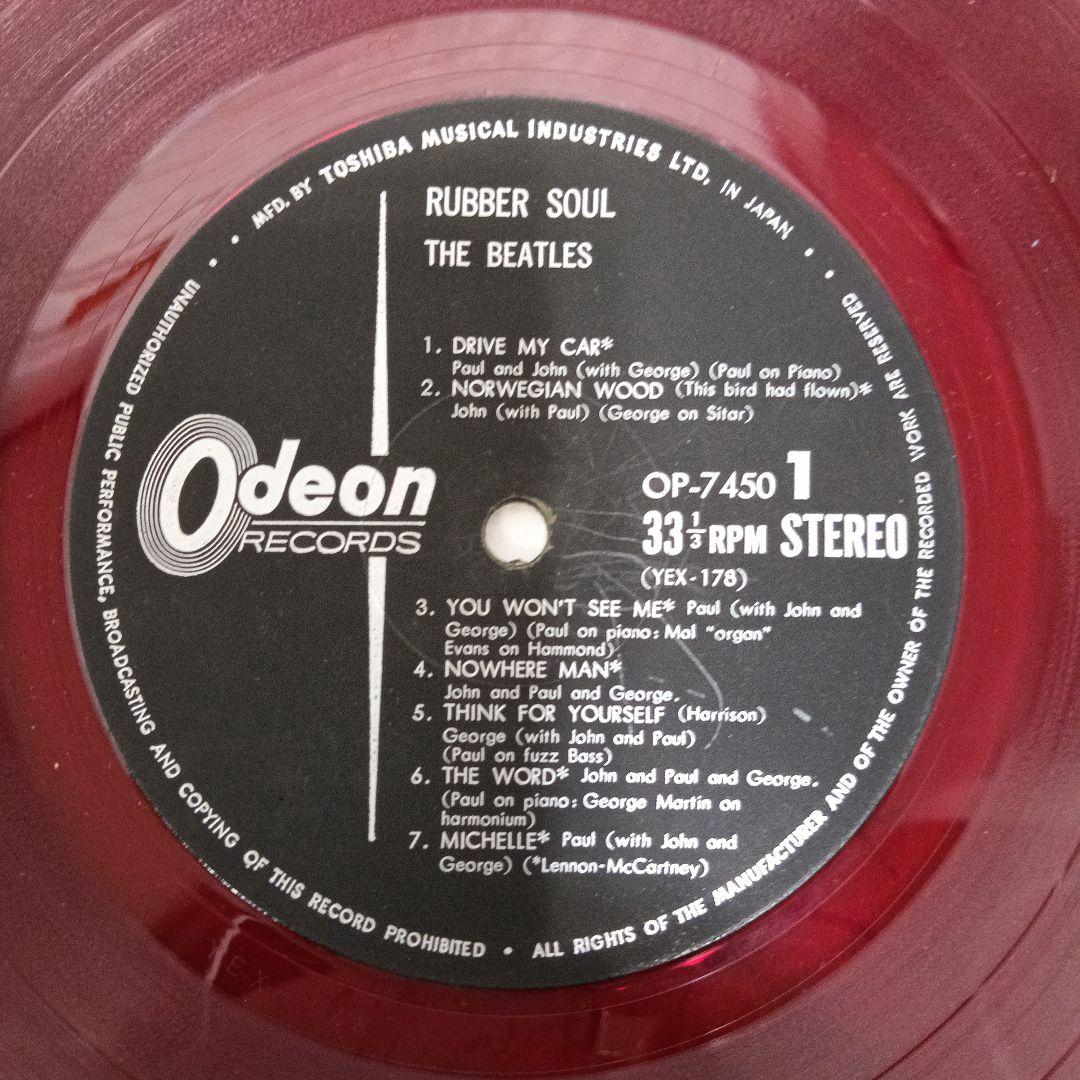 MFD. BY TOSHIBA MUSICAL INDUSTRIES LTD. IN JAPAN
RUBBER SOUL
THE BEATLES
1. DRIVE MY CAR*
Paul and John (with George) (Paul on Piano)
2. NORWEGIAN WOOD (This bird had flown)*
John (with Paul) (George on Sitar)
Odeon
RECORDS
OP-7450 1
33 1/3 RPM STEREO
(YEX-178)
3. YOU WON'T SEE ME* Paul (with John and
George) (Paul on piano: Mal "organ"
Evans on Hammond)
4. NOWHERE MAN*
John and Paul and George.
5. THINK FOR YOURSELF (Harrison)
George (with John and Paul)
(Paul on fuzz Bass)
6. THE WORD* John and Paul and George.
(Paul on piano: George Martin on
harmonium)
7. MICHELLE* Paul (with John and
George) (*Lennon-McCartney)
UNAUTHORIZED PUBLIC PERFORMANCE, BROADCASTING AND COPYING OF THIS RECORD PROHIBITED • ALL RIGHTS OF THE MANUFACTURER AND OF THE OWNER OF THE RECORDED WORK ARE RESERVED